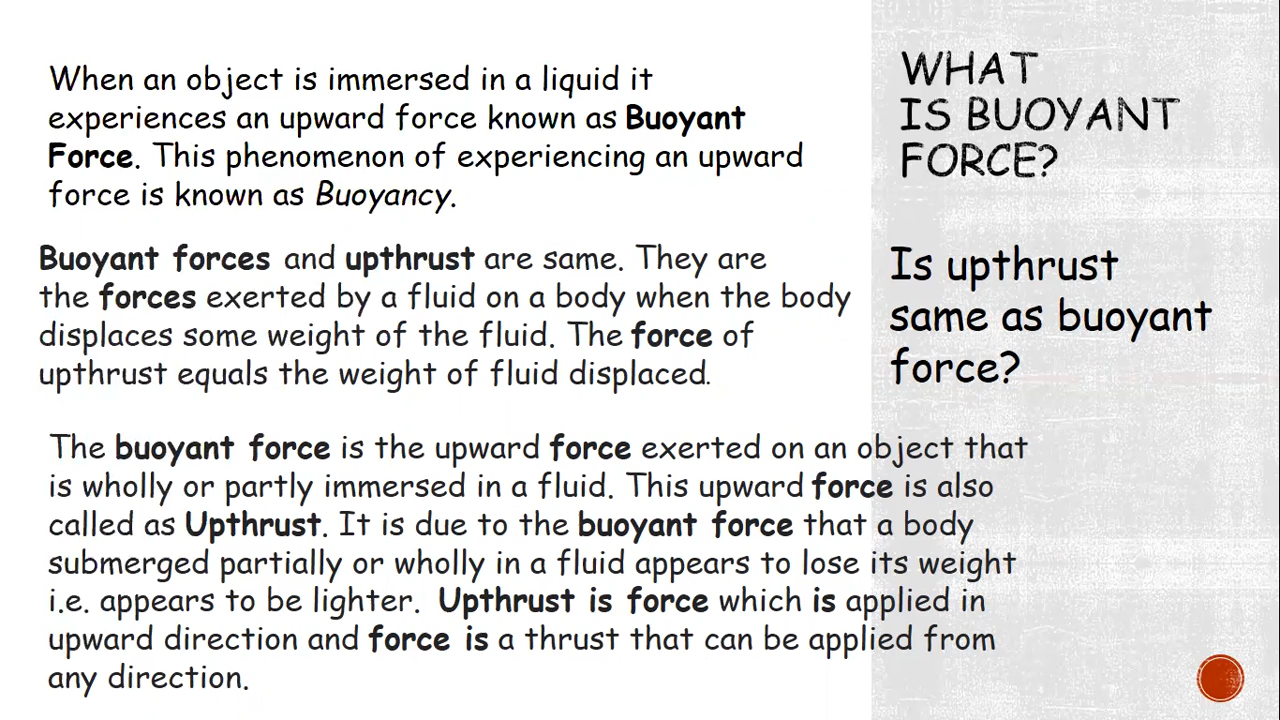 When an object is immersed in a liquid it
experiences an upward force known as Buoyant
Force. This phenomenon of experiencing an upward
force is known as Buoyancy.
Buoyant forces and upthrust are same. They are
the forces exerted by a fluid on a body when the body
displaces some weight of the fluid. The force of
upthrust equals the weight of fluid displaced.
The buoyant force is the upward force exerted on an object that
is wholly or partly immersed in a fluid. This upward force is also
called as Upthrust. It is due to the buoyant force that a body
submerged partially or wholly in a fluid appears to lose its weight
i.e. appears to be lighter. Upthrust is force which is applied in
upward direction and force is a thrust that can be applied from
any direction.
WHAT
IS BUOYANT
FORCE?
Is upthrust
same as buoyant
force?